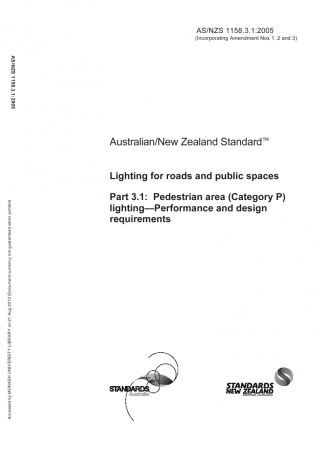 AS/NZS 1158.3.1:2005
(Incorporating Amendment Nos 1, 2 and 3)
AS/NZS 1158.3.1:2005
Australian/New Zealand Standard™
Lighting for roads and public spaces
Part 3.1: Pedestrian area (Category P)
lighting—Performance and design
requirements
Accessed by MONASH UNIVERSITY LIBRARY on 21 Aug 2013 (Document currency not guaranteed when printed)
STANDARDS
Australia
STANDARDS
NEW ZEALAND